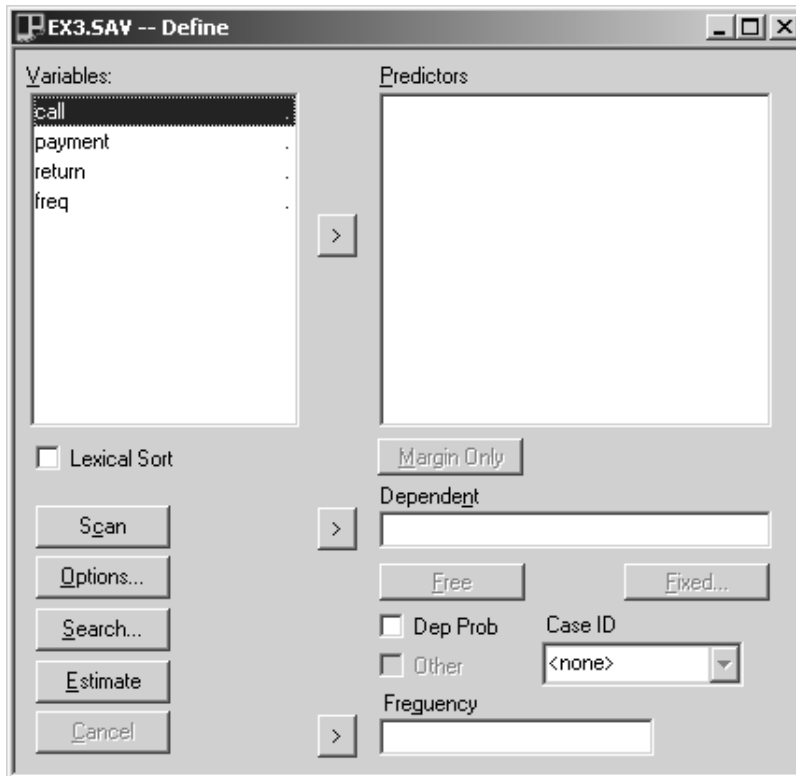 EX3.SAV -- Define
Variables:
call .
payment .
return .
freq .
Predictors
>
Lexical Sort
Margin Only
Dependent
>
Scan
Options...
Search...
Estimate
Cancel
Free
Fixed...
Dep Prob
Other
Case ID
<none>
Freguency
>